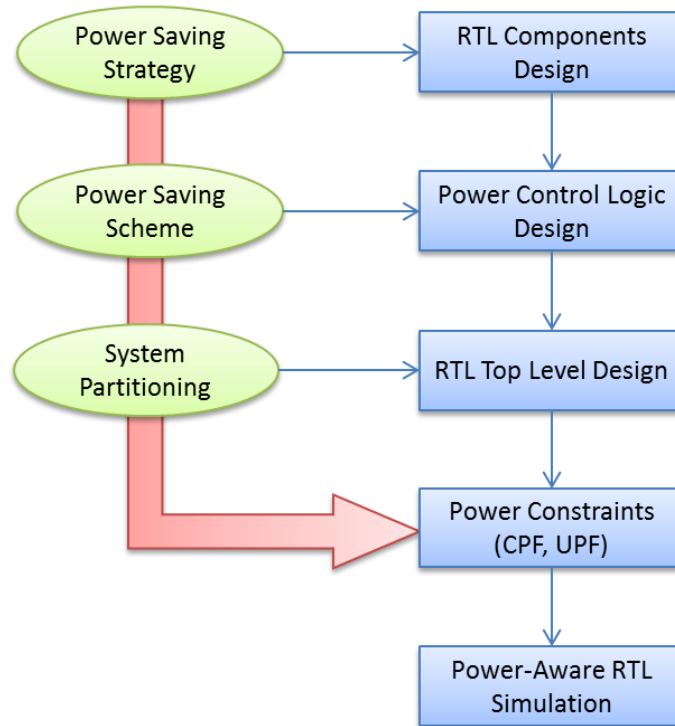 Power Saving
Strategy
RTL Components
Design
Power Saving
Scheme
Power Control Logic
Design
System
Partitioning
RTL Top Level Design
Power Constraints
(CPF, UPF)
Power-Aware RTL
Simulation